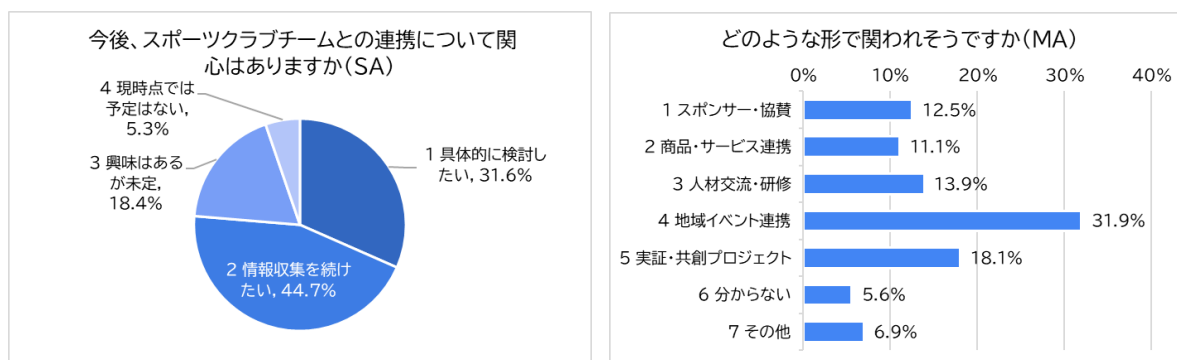 今後、スポーツクラブチームとの連携について関
心はありますか(SA)
4 現時点では
予定はない,
5.3%
3 興味はある
が未定,
18.4%
1 具体的に検討し
たい, 31.6%
2 情報収集を続け
たい, 44.7%
どのような形で関われそうですか(MA)
0% 10% 20% 30% 40%
1 スポンサー・協賛 12.5%
2 商品・サービス連携 11.1%
3 人材交流・研修 13.9%
4 地域イベント連携 31.9%
5 実証・共創プロジェクト 18.1%
6 分からない 5.6%
7 その他 6.9%